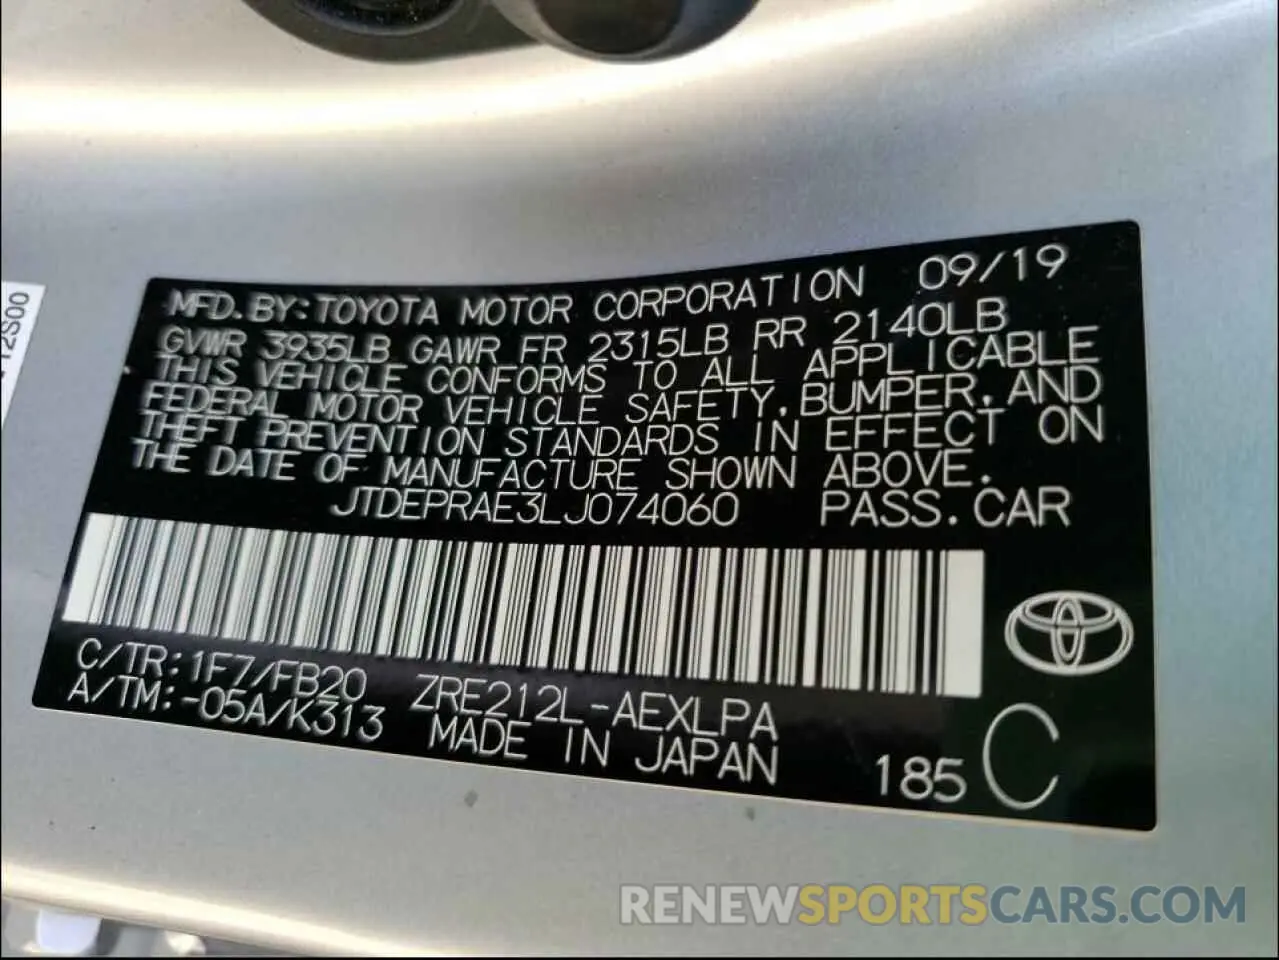 MFD. BY: TOYOTA MOTOR CORPORATION 09/19
GVWR 3935LB GAWR FR 2315LB RR 2140LB
THIS VEHICLE CONFORMS TO ALL APPLICABLE
FEDERAL MOTOR VEHICLE SAFETY, BUMPER, AND
THEFT PREVENTION STANDARDS IN EFFECT ON
THE DATE OF MANUFACTURE SHOWN ABOVE.
JTDEPRAE3LJ074060 PASS. CAR
C/TR: 1F7/FB20 ZRE212L-AEXLPA
A/TM: -05A/K313 MADE IN JAPAN 185 C
12S00
RENEWSPORTSCARS.COM